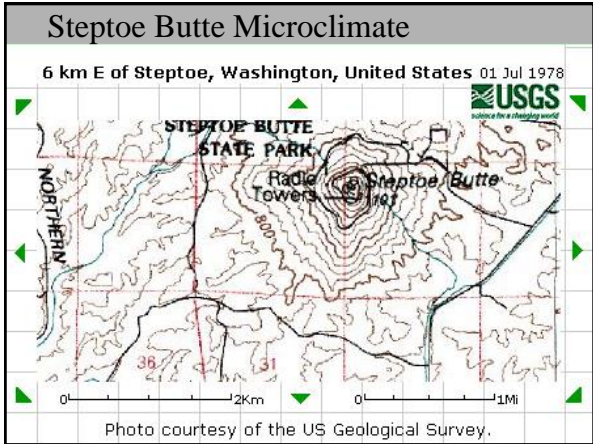 Steptoe Butte Microclimate
6 km E of Steptoe, Washington, United States 01 Jul 1978
USGS
science for a changing world
STEPTOE BUTTE
STATE PARK
Radio
Towers
Steptoe Butte
NORTHERN
800
36
31
0 2Km 0 1Mi
Photo courtesy of the US Geological Survey.